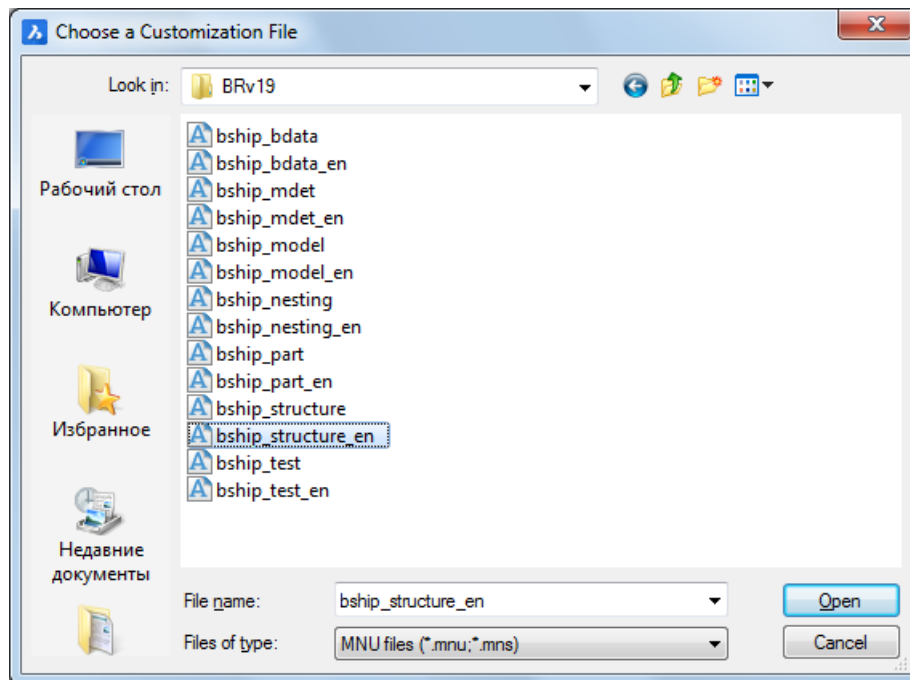 Choose a Customization File
Look in:
BRv19
Рабочий стол
Компьютер
Избранное
Недавние
документы
bship_bdata
bship_bdata_en
bship_mdet
bship_mdet_en
bship_model
bship_model_en
bship_nesting
bship_nesting_en
bship_part
bship_part_en
bship_structure
bship_structure_en
bship_test
bship_test_en
File name:
bship_structure_en
Open
Files of type:
MNU files (*.mnu;*.mns)
Cancel